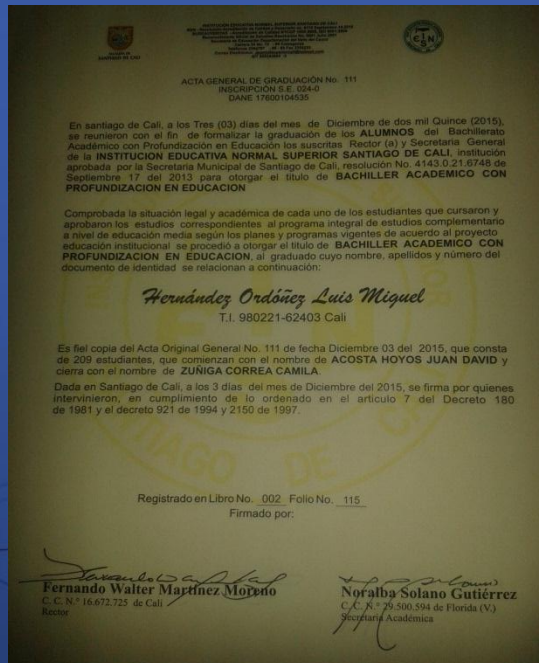 INSTITUCION EDUCATIVA NORMAL SUPERIOR SANTIAGO DE CALI
SANTIAGO DE CALI
ACTA GENERAL DE GRADUACIÓN No. 111
INSCRIPCIÓN S.E. 024-0
DANE 17600104535
En santiago de Cali, a los Tres (03) días del mes de Diciembre de dos mil Quince (2015),
se reunieron con el fin de formalizar la graduación de los ALUMNOS del Bachillerato
Académico con Profundización en Educación los suscritas Rector (a) y Secretaria General
de la INSTITUCION EDUCATIVA NORMAL SUPERIOR SANTIAGO DE CALI, institución
aprobada por la Secretaria Municipal de Santiago de Cali, resolución No. 4143.0.21.6748 de
Septiembre 17 del 2013 para otorgar el titulo de BACHILLER ACADEMICO CON
PROFUNDIZACION EN EDUCACION
Comprobada la situación legal y académica de cada uno de los estudiantes que cursaron y
aprobaron los estudios correspondientes al programa integral de estudios complementario
a nivel de educación media según los planes y programas vigentes de acuerdo al proyecto
educación institucional se procedió a otorgar el titulo de BACHILLER ACADEMICO CON
PROFUNDIZACION EN EDUCACION, al graduado cuyo nombre, apellidos y número del
documento de identidad se relacionan a continuación:
Hernández Ordóñez Luis Miguel
T.I. 980221-62403 Cali
Es fiel copia del Acta Original General No. 111 de fecha Diciembre 03 del 2015, que consta
de 209 estudiantes, que comienzan con el nombre de ACOSTA HOYOS JUAN DAVID y
cierra con el nombre de ZUÑIGA CORREA CAMILA.
Dada en Santiago de Cali, a los 3 días del mes de Diciembre del 2015, se firma por quienes
intervinieron, en cumplimiento de lo ordenado en el articulo 7 del Decreto 180
de 1981 y el decreto 921 de 1994 y 2150 de 1997.
Registrado en Libro No. 002 Folio No. 115
Firmado por:
Fernando Walter Martínez Moreno
C. C. N.º 16.672.725 de Cali
Rector
Noralba Solano Gutiérrez
C. C. N.º 29.500.594 de Florida (V.)
Secretaria Académica